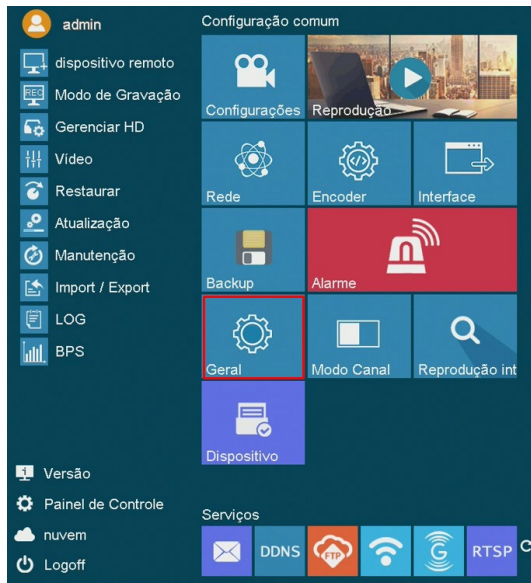 admin
dispositivo remoto
REC
Modo de Gravação
Gerenciar HD
Vídeo
Restaurar
Atualização
Manutenção
Import / Export
LOG
BPS
Versão
Painel de Controle
nuvem
Logoff
Configuração comum
Configurações
Reprodução
Rede
Encoder
Interface
Backup
Alarme
Geral
Modo Canal
Reprodução int
Dispositivo
Serviços
DDNS
FTP
G
RTSP